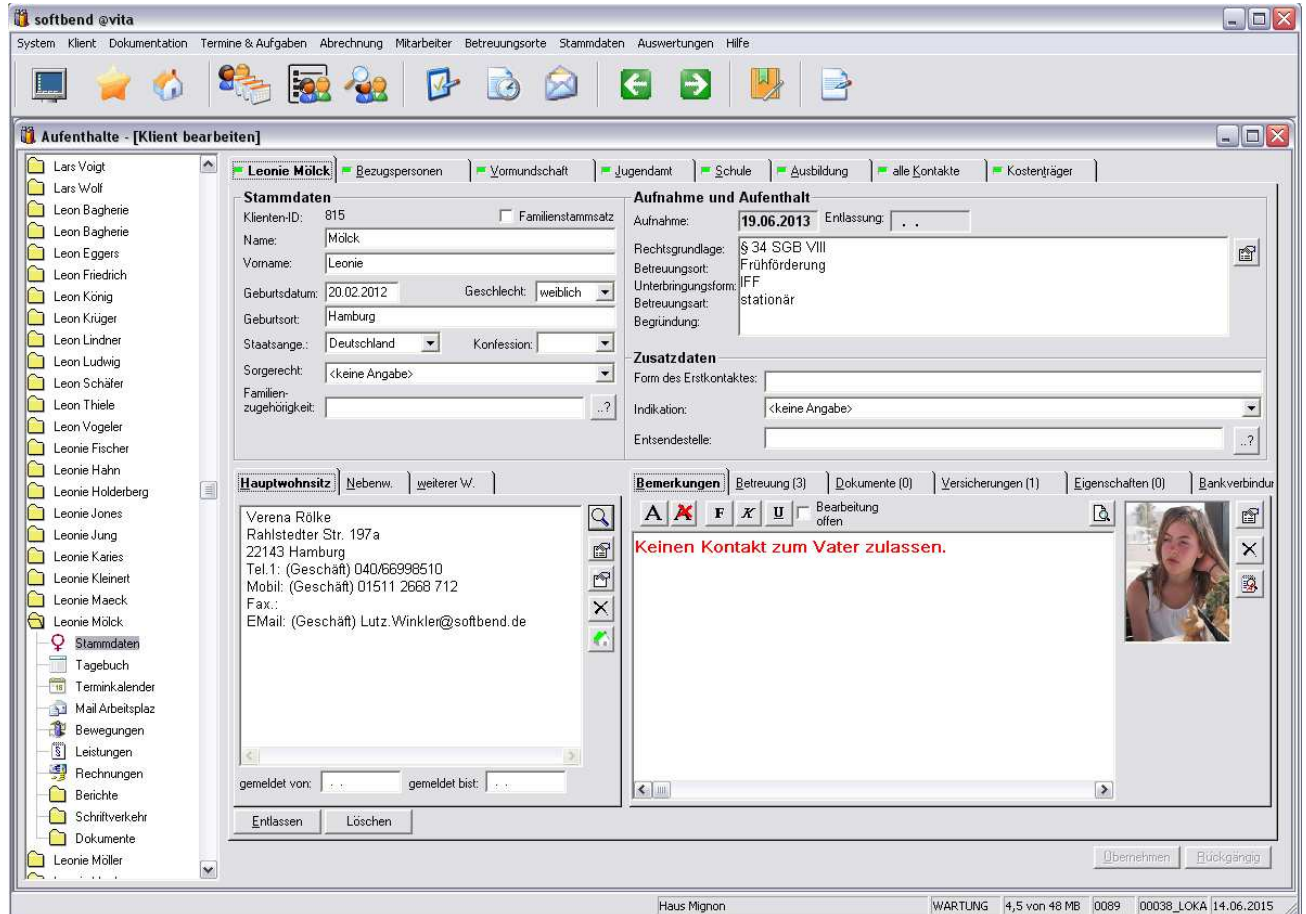 softbend @vita
System Klient Dokumentation Termine & Aufgaben Abrechnung Mitarbeiter Betreuungsorte Stammdaten Auswertungen Hilfe
Aufenthalte - [Klient bearbeiten]
Lars Voigt
Lars Wolf
Leon Bagherie
Leon Bagherie
Leon Eggers
Leon Friedrich
Leon König
Leon Krüger
Leon Lindner
Leon Ludwig
Leon Schäfer
Leon Thiele
Leon Vogeler
Leonie Fischer
Leonie Hahn
Leonie Holderberg
Leonie Jones
Leonie Jung
Leonie Karies
Leonie Kleinert
Leonie Maeck
Leonie Mölck
Stammdaten
Tagebuch
Terminkalender
Mail Arbeitsplaz
Bewegungen
Leistungen
Rechnungen
Berichte
Schriftverkehr
Dokumente
Leonie Möller
Leonie Mölck Bezugspersonen Vormundschaft Jugendamt Schule Ausbildung alle Kontakte Kostenträger
Stammdaten
Klienten-ID: 815 Familienstammsatz
Name: Mölck
Vorname: Leonie
Geburtsdatum: 20.02.2012 Geschlecht: weiblich
Geburtsort: Hamburg
Staatsange.: Deutschland Konfession:
Sorgerecht: <keine Angabe>
Familien-
zugehörigkeit: ..?
Aufnahme und Aufenthalt
Aufnahme: 19.06.2013 Entlassung: . .
Rechtsgrundlage: § 34 SGB VIII
Betreuungsort: Frühförderung
Unterbringungsform: IFF
Betreuungsart: stationär
Begründung:
Zusatzdaten
Form des Erstkontaktes:
Indikation: <keine Angabe>
Entsendestelle: ..?
Hauptwohnsitz Nebenw. weiterer W.
Verena Rölke
Rahlstedter Str. 197a
22143 Hamburg
Tel.1: (Geschäft) 040/66998510
Mobil: (Geschäft) 01511 2668 712
Fax.:
EMail: (Geschäft) Lutz.Winkler@softbend.de
gemeldet von: . . gemeldet bist: . .
Bemerkungen Betreuung (3) Dokumente (0) Versicherungen (1) Eigenschaften (0) Bankverbindur
A A F K U Bearbeitung
offen
Keinen Kontakt zum Vater zulassen.
Entlassen Löschen
Übernehmen Rückgängig
Haus Mignon WARTUNG 4,5 von 48 MB 0089 00038_LOKA 14.06.2015